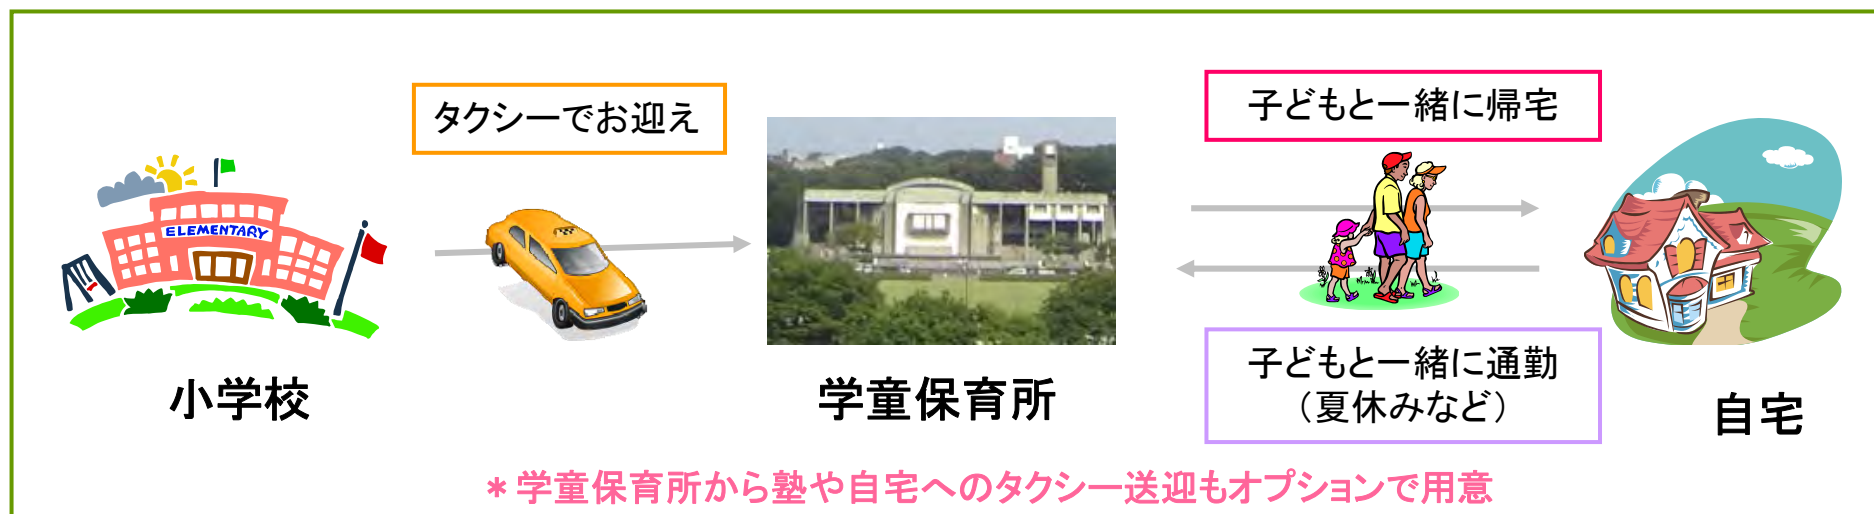 タクシーでお迎え
子どもと一緒に帰宅
ELEMENTARY
子どもと一緒に通勤
（夏休みなど）
小学校
学童保育所
自宅
＊学童保育所から塾や自宅へのタクシー送迎もオプションで用意